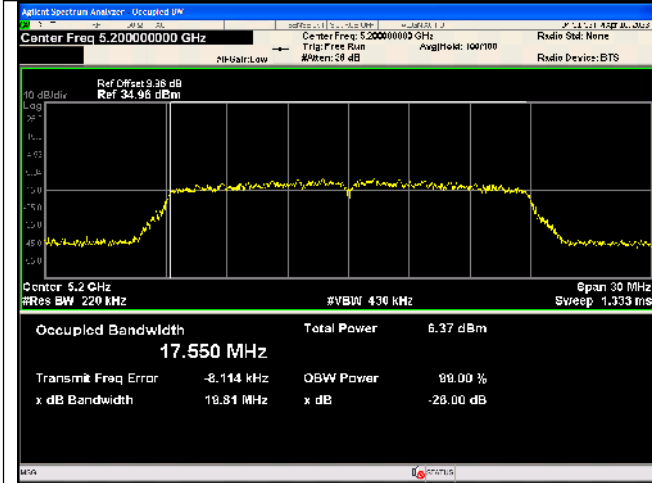 Agilent Spectrum Analyzer - Occupied BW
Center Freq 5.200000000 GHz
Center Freq: 5.200000000 GHz
Radio Std: None
Trig: Free Run
Avg|Hold: 100/100
#IFGain:Low
#Atten: 36 dB
Radio Device: BTS
Ref Offset 9.96 dB
10 dB/div
Ref 34.96 dBm
Log
Center 5.2 GHz
Span 30 MHz
#Res BW 220 kHz
#VBW 430 kHz
Sweep 1.333 ms
Occupied Bandwidth
Total Power
6.37 dBm
17.550 MHz
Transmit Freq Error
-8.114 kHz
OBW Power
99.00 %
x dB Bandwidth
19.81 MHz
x dB
-26.00 dB
MSG
STATUS